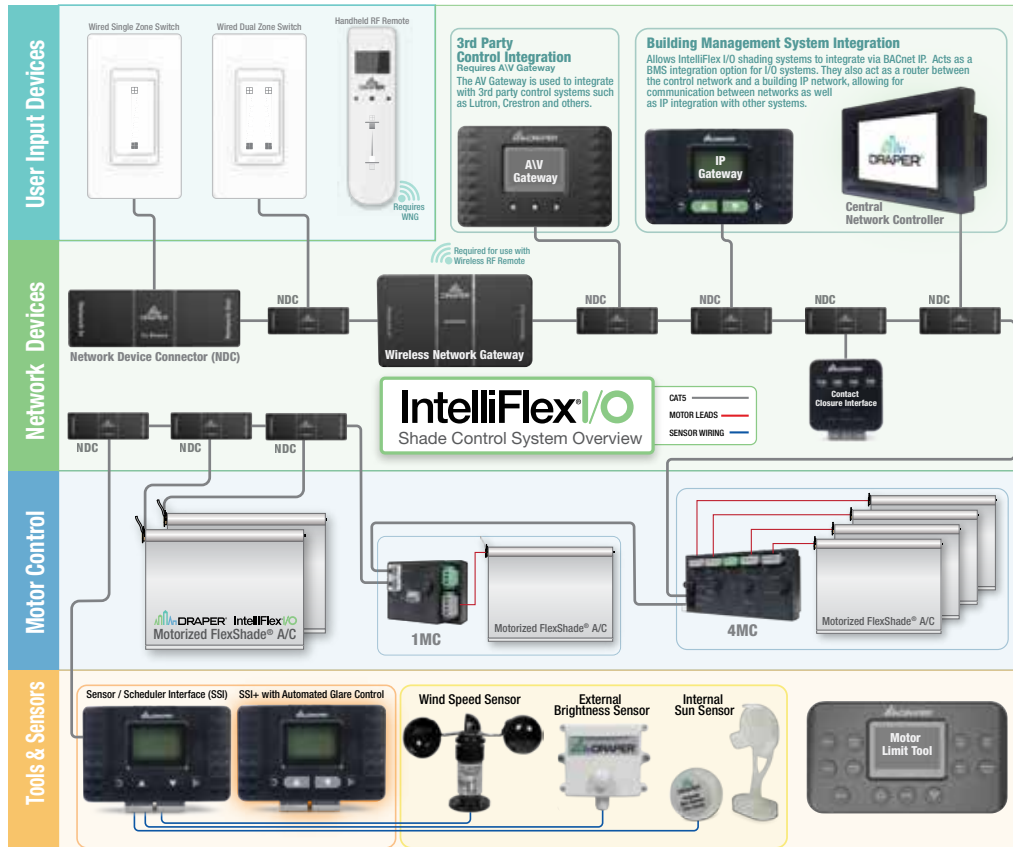 User Input Devices
Wired Single Zone Switch
Wired Dual Zone Switch
Handheld RF Remote
Requires
WNG
3rd Party
Control Integration
Requires A\V Gateway
The AV Gateway is used to integrate
with 3rd party control systems such
as Lutron, Crestron and others.
DRAPER
A\V
Gateway
Building Management System Integration
Allows IntelliFlex I/O shading systems to integrate via BACnet IP. Acts as a
BMS integration option for I/O systems. They also act as a router between
the control network and a building IP network, allowing for
communication between networks as well
as IP integration with other systems.
DRAPER
IP
Gateway
DRAPER
Central
Network Controller
Network Devices
Required for use with
Wireless RF Remote
DRAPER
Network Device Connector (NDC)
NDC
DRAPER
Wireless Network Gateway
NDC
NDC
NDC
NDC
Contact
Closure Interface
IntelliFlex® I/O
Shade Control System Overview
CAT5
MOTOR LEADS
SENSOR WIRING
NDC
NDC
NDC
Motor Control
DRAPER® IntelliFlex I/O
Motorized FlexShade® A/C
1MC
Motorized FlexShade® A/C
4MC
Motorized FlexShade® A/C
Tools & Sensors
Sensor / Scheduler Interface (SSI)
SSI+ with Automated Glare Control
Wind Speed Sensor
External
Brightness Sensor
DRAPER
Internal
Sun Sensor
DRAPER
Motor
Limit Tool